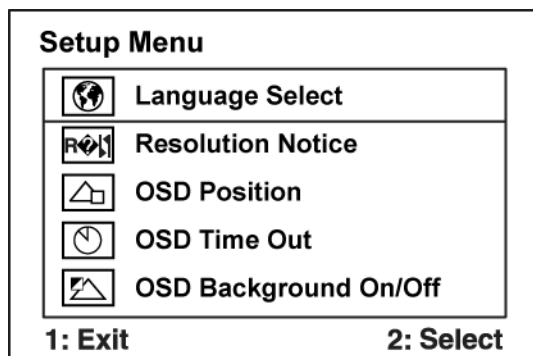 Setup Menu
Language Select
Resolution Notice
OSD Position
OSD Time Out
OSD Background On/Off
1: Exit 2: Select